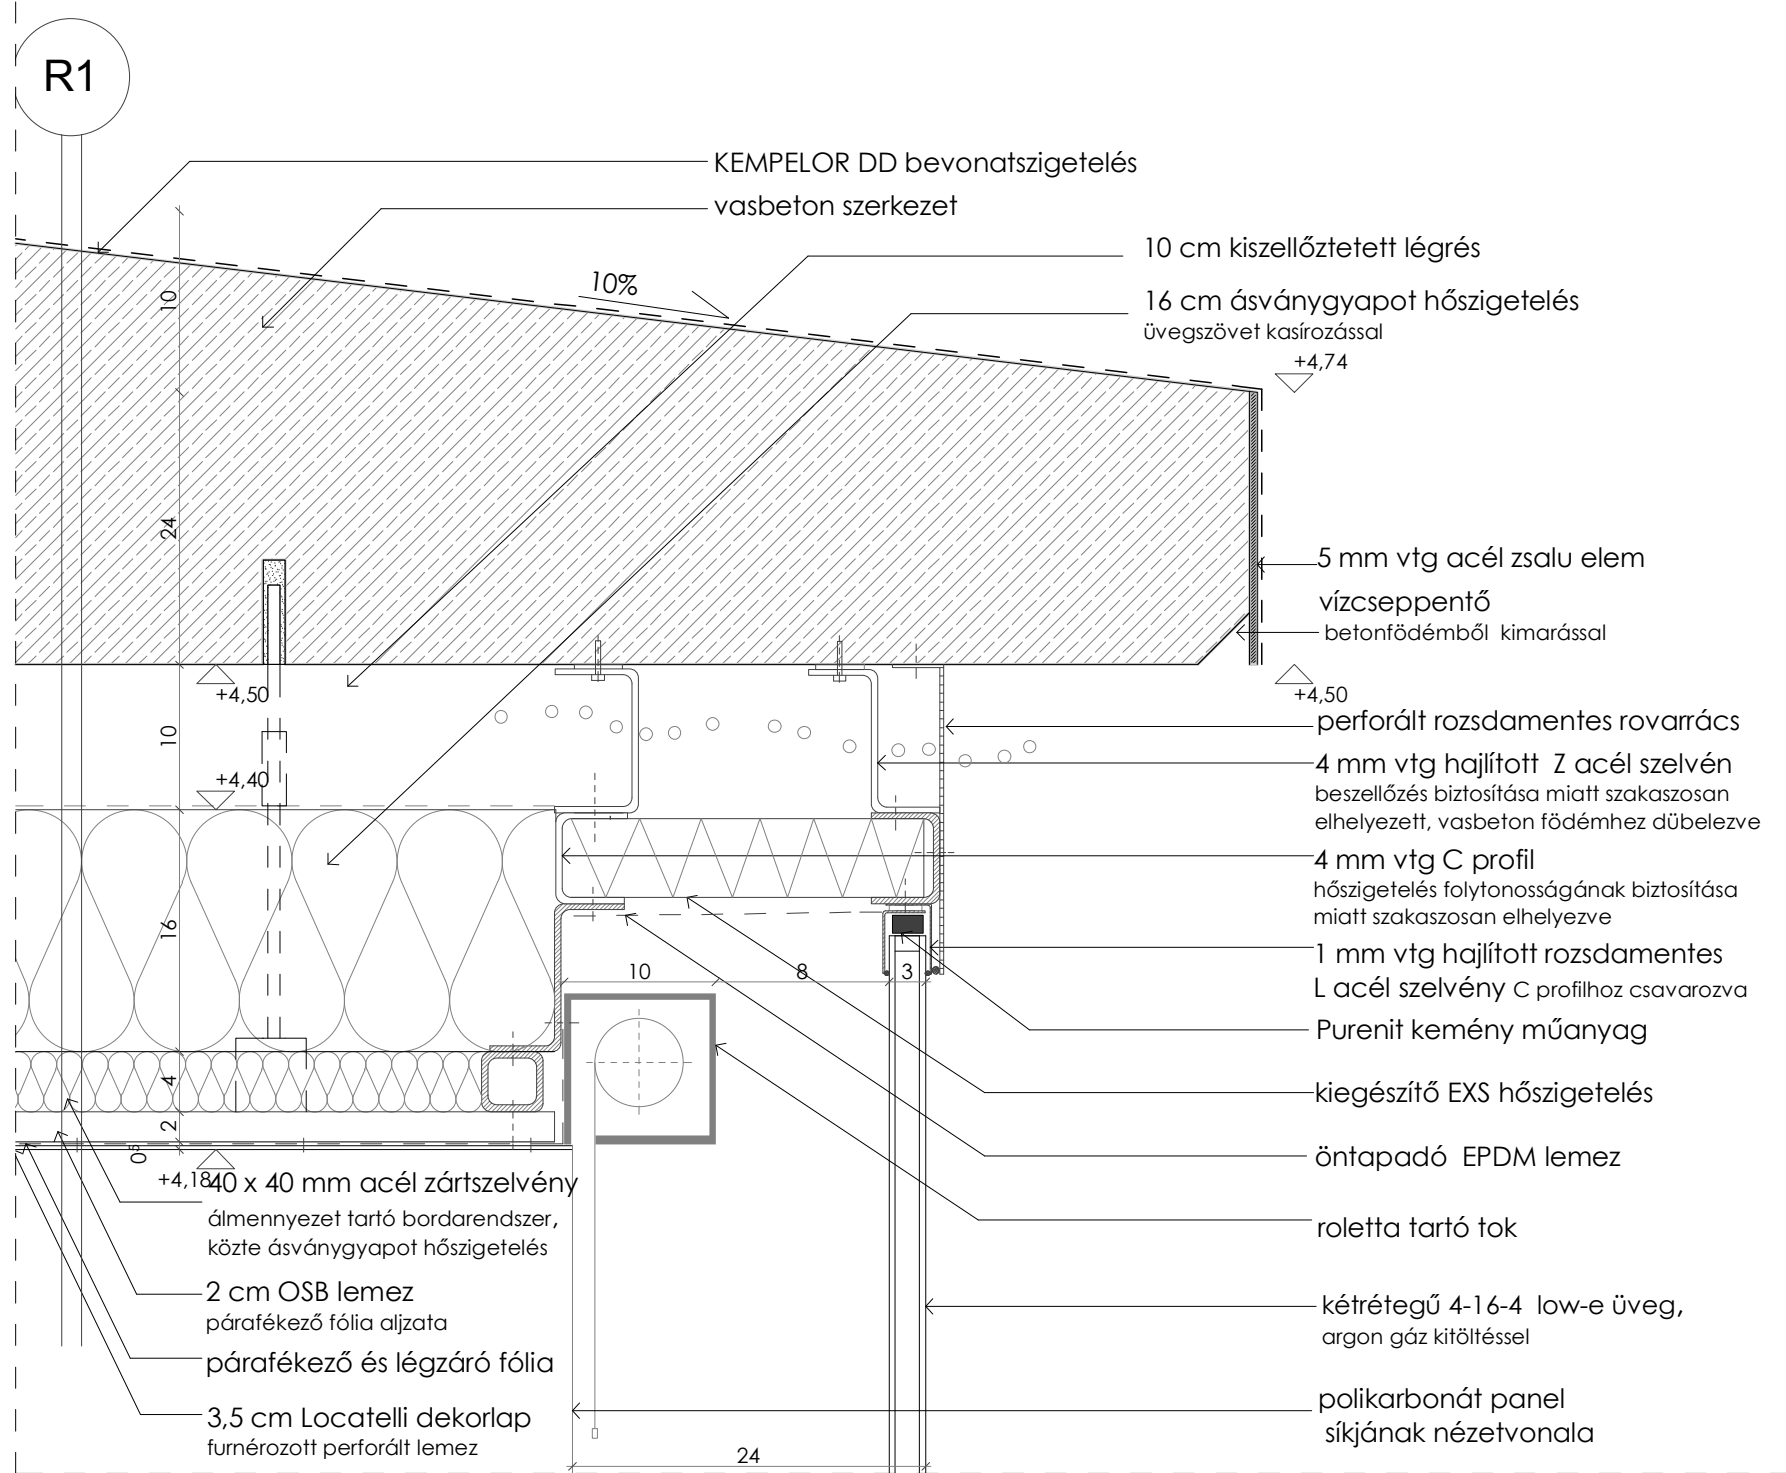 R1
KEMPELOR DD bevonatszigetelés
vasbeton szerkezet
10 cm kiszellőztetett légrés
16 cm ásványgyapot hőszigetelés
üvegszövet kasírozással
+4,74
10%
10
24
5 mm vtg acél zsalu elem
vízcseppentő
betonfödémből kimarással
+4,50
+4,50
perforált rozsdamentes rovarrács
10
4 mm vtg hajlított Z acél szelvén
beszellőzés biztosítása miatt szakaszosan
elhelyezett, vasbeton födémhez dübelezve
+4,40
4 mm vtg C profil
hőszigetelés folytonosságának biztosítása
miatt szakaszosan elhelyezve
16
1 mm vtg hajlított rozsdamentes
L acél szelvény C profilhoz csavarozva
10
8
3
Purenit kemény műanyag
4
kiegészítő EXS hőszigetelés
2
0⁵
öntapadó EPDM lemez
+4,18
40 x 40 mm acél zártszelvény
álmennyezet tartó bordarendszer,
közte ásványgyapot hőszigetelés
roletta tartó tok
2 cm OSB lemez
párafékező fólia aljzata
kétrétegű 4-16-4 low-e üveg,
argon gáz kitöltéssel
párafékező és légzáró fólia
3,5 cm Locatelli dekorlap
furnérozott perforált lemez
polikarbonát panel
síkjának nézetvonala
24